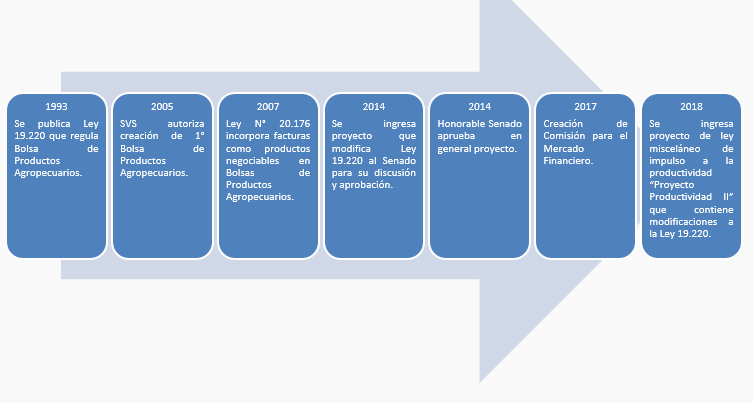 1993
Se publica Ley
19.220 que regula
Bolsa de
Productos
Agropecuarios.
2005
SVS autoriza
creación de 1°
Bolsa de
Productos
Agropecuarios.
2007
Ley N° 20.176
incorpora facturas
como productos
negociables en
Bolsas de
Productos
Agropecuarios.
2014
Se ingresa
proyecto que
modifica Ley
19.220 al Senado
para su discusión
y aprobación.
2014
Honorable Senado
aprueba en
general proyecto.
2017
Creación de
Comisión para el
Mercado
Financiero.
2018
Se ingresa
proyecto de ley
misceláneo de
impulso a la
productividad
“Proyecto
Productividad II”
que contiene
modificaciones a
la Ley 19.220.